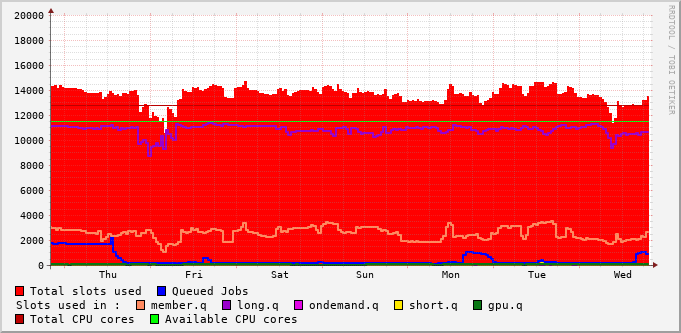 20000
18000
16000
14000
12000
10000
8000
6000
4000
2000
0
Thu Fri Sat Sun Mon Tue Wed
RRDTOOL / TOBI OETIKER
Total slots used Queued Jobs
Slots used in : member.q long.q ondemand.q short.q gpu.q
Total CPU cores Available CPU cores